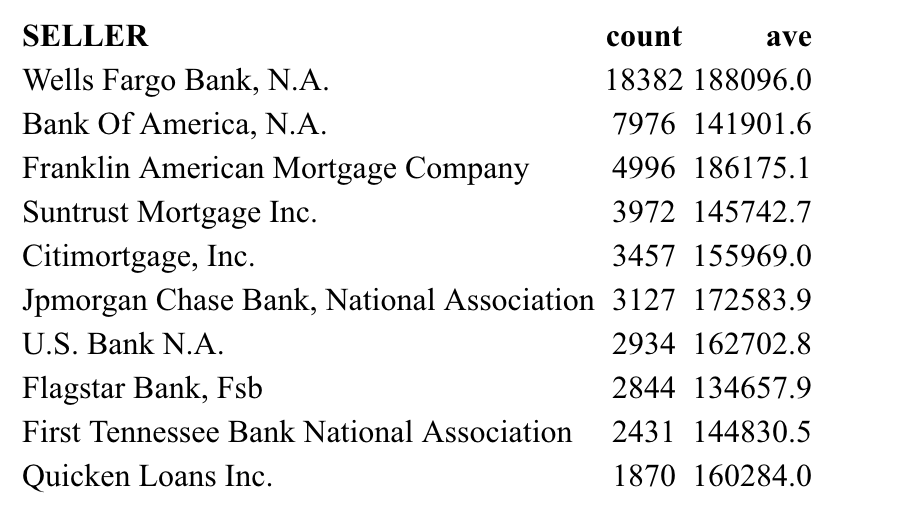 SELLER count ave
Wells Fargo Bank, N.A. 18382 188096.0
Bank Of America, N.A. 7976 141901.6
Franklin American Mortgage Company 4996 186175.1
Suntrust Mortgage Inc. 3972 145742.7
Citimortgage, Inc. 3457 155969.0
Jpmorgan Chase Bank, National Association 3127 172583.9
U.S. Bank N.A. 2934 162702.8
Flagstar Bank, Fsb 2844 134657.9
First Tennessee Bank National Association 2431 144830.5
Quicken Loans Inc. 1870 160284.0